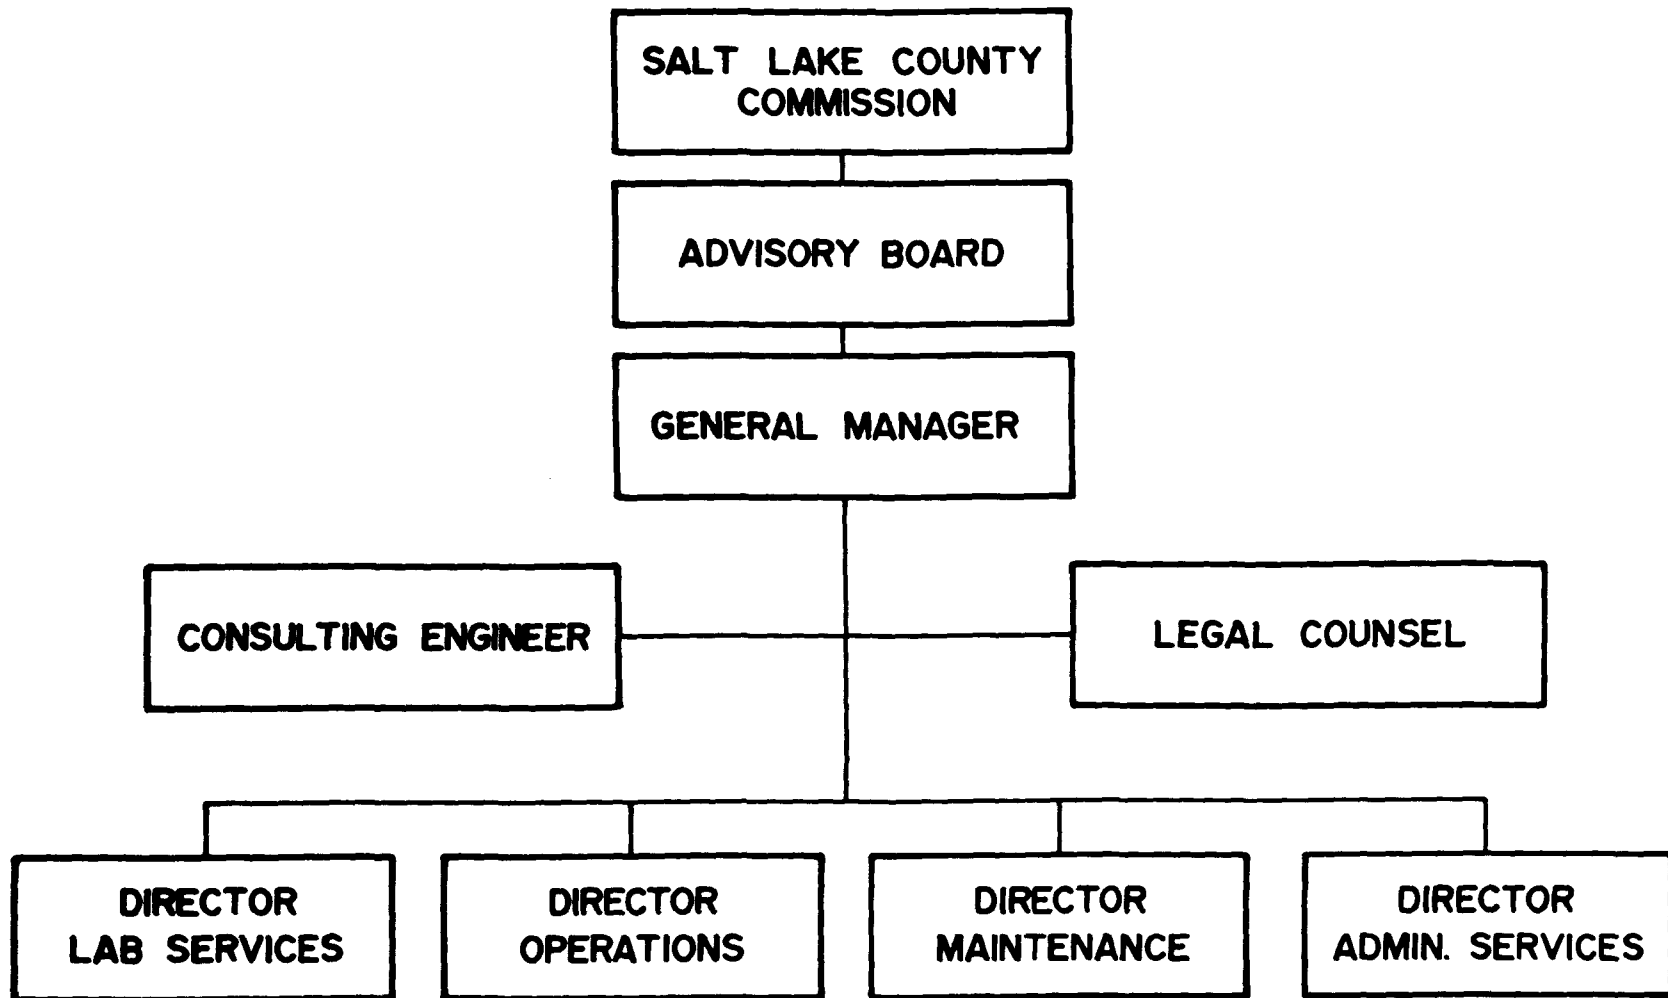 SALT LAKE COUNTY
COMMISSION
ADVISORY BOARD
GENERAL MANAGER
CONSULTING ENGINEER
LEGAL COUNSEL
DIRECTOR
LAB SERVICES
DIRECTOR
OPERATIONS
DIRECTOR
MAINTENANCE
DIRECTOR
ADMIN. SERVICES